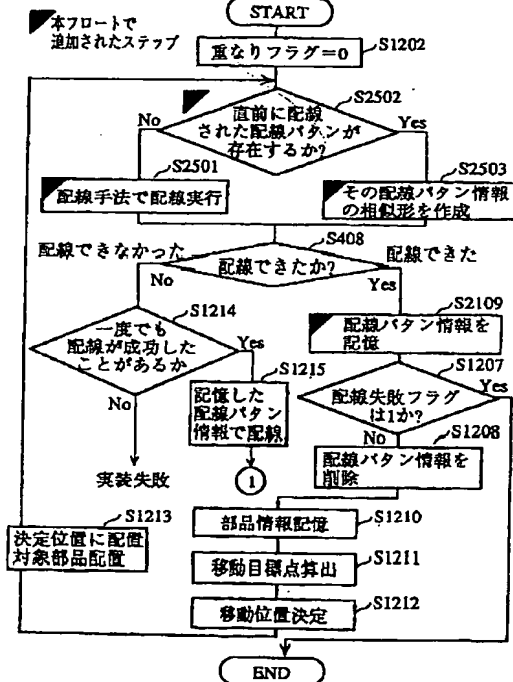 本フロートで
追加されたステップ
START
重なりフラグ=0
S1202
S2502
直前に配線
された配線パタンが
存在するか?
No
Yes
S2501
配線手法で配線実行
S2503
その配線パタン情報
の相似形を作成
S408
配線できなかった
配線できたか?
配線できた
No
Yes
S1214
一度でも
配線が成功した
ことがあるか
Yes
No
S2109
配線パタン情報を
記憶
S1215
記憶した
配線パタン
情報で配線
1
S1207
配線失敗フラグ
は1か?
Yes
No
S1208
配線パタン情報を
削除
実装失敗
S1213
決定位置に配置
対象部品配置
部品情報記憶
S1210
移動目標点算出
S1211
移動位置決定
S1212
END